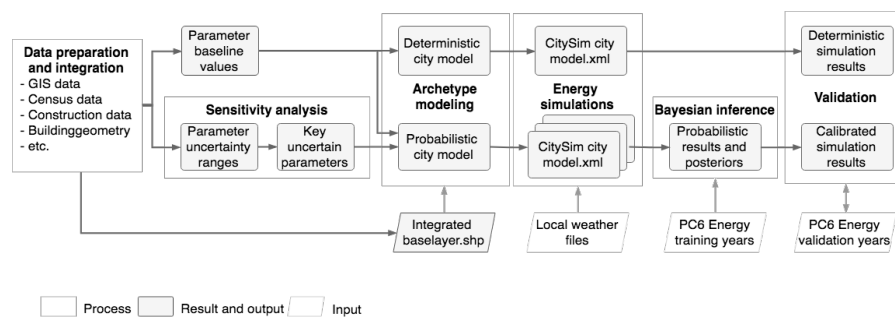 Data preparation
and integration
- GIS data
- Census data
- Construction data
- Buildinggeometry
- etc.
Parameter
baseline
values
Sensitivity analysis
Parameter
uncertainty
ranges
Key
uncertain
parameters
Deterministic
city model
Archetype
modeling
Probabilistic
city model
Integrated
baselayer.shp
CitySim city
model.xml
Energy
simulations
CitySim city
model.xml
Local weather
files
Bayesian inference
Probabilistic
results and
posteriors
PC6 Energy
training years
Deterministic
simulation
results
Validation
Calibrated
simulation
results
PC6 Energy
validation years
Process
Result and output
Input